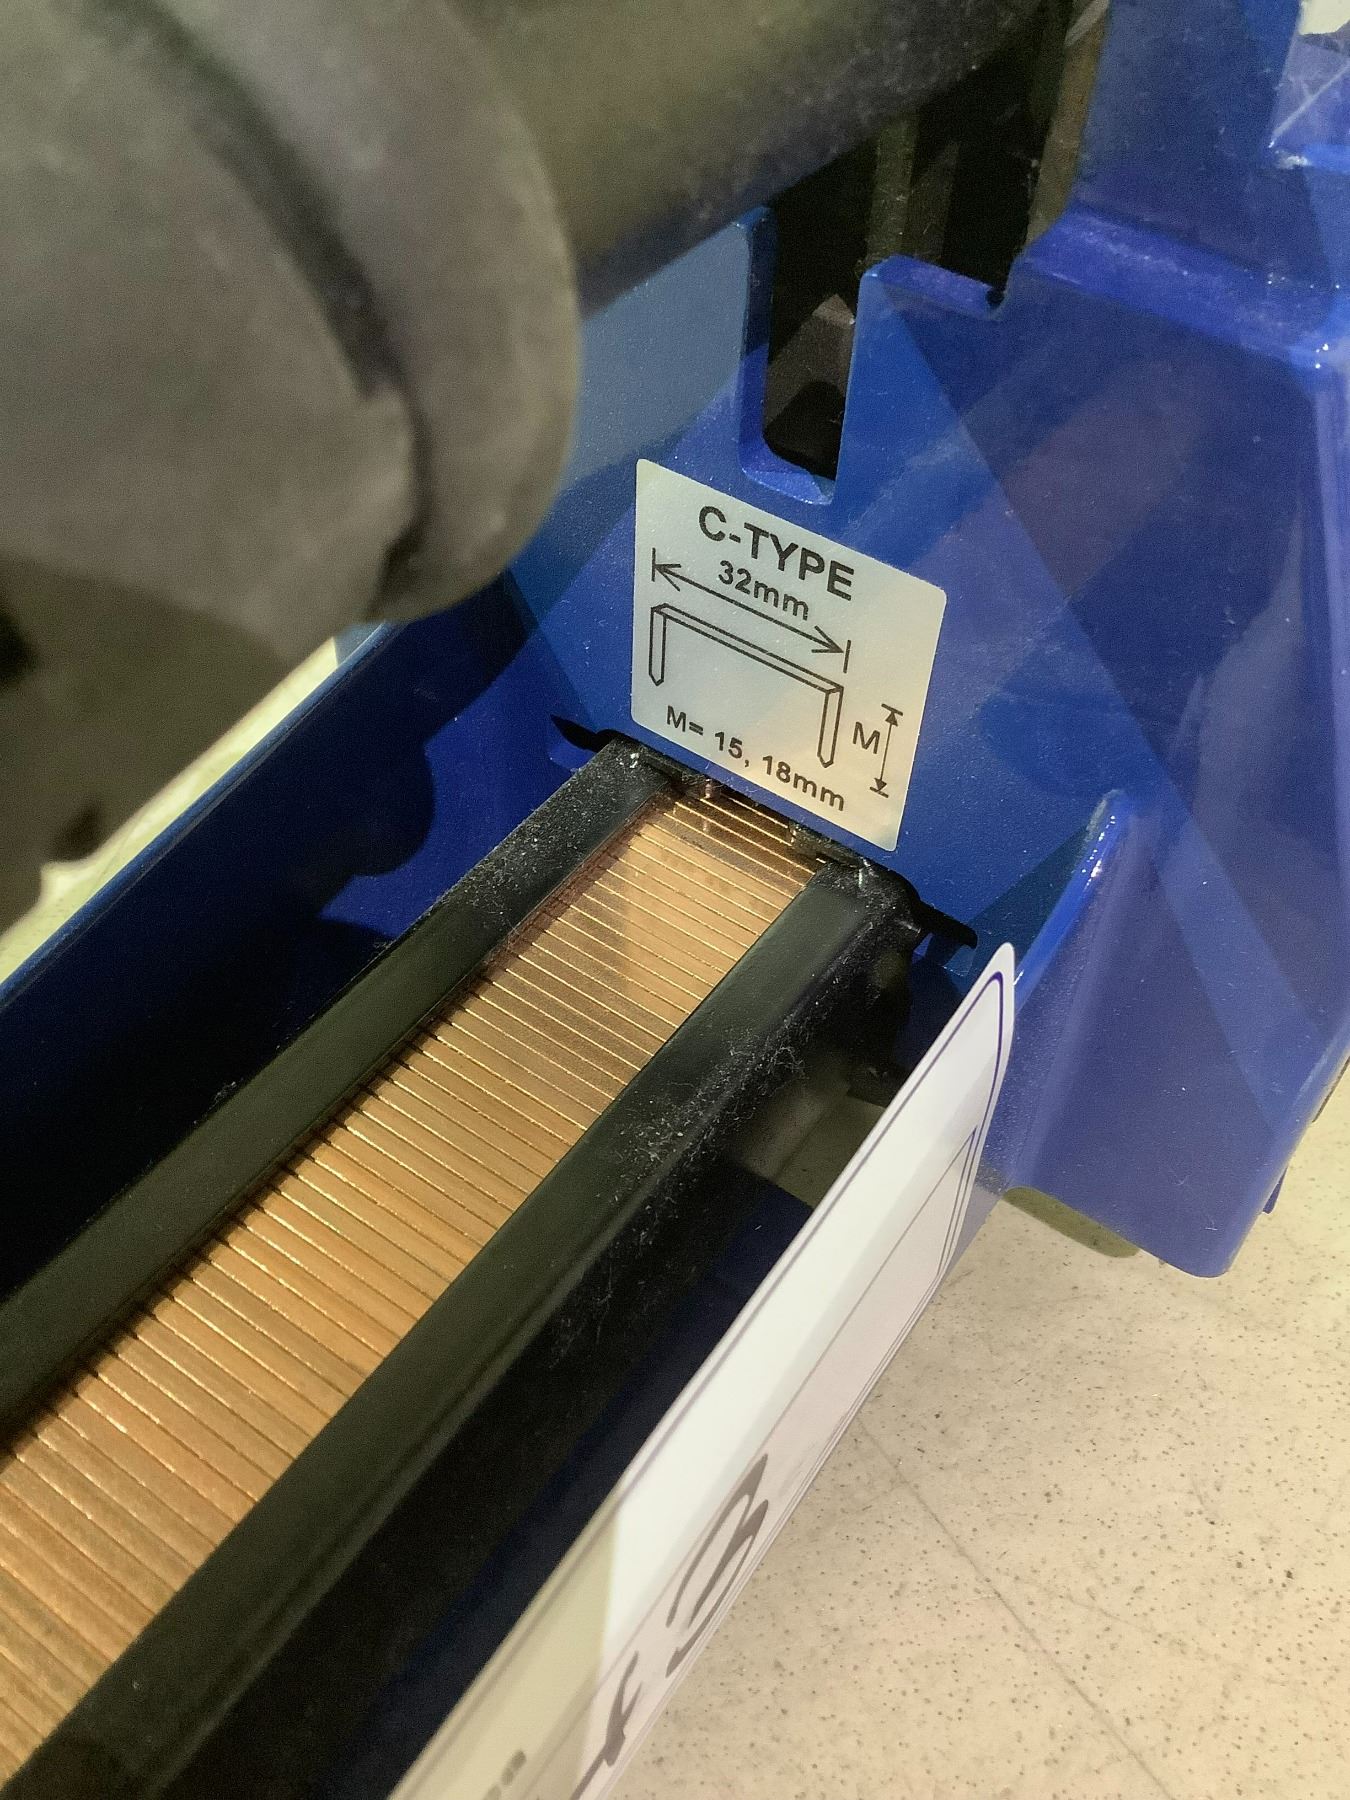 C-TYPE
32mm
M
M= 15, 18mm